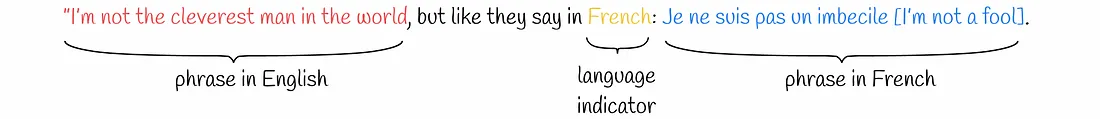 "I'm not the cleverest man in the world, but like they say in French: Je ne suis pas un imbecile [I'm not a fool].
phrase in English
language
indicator
phrase in French